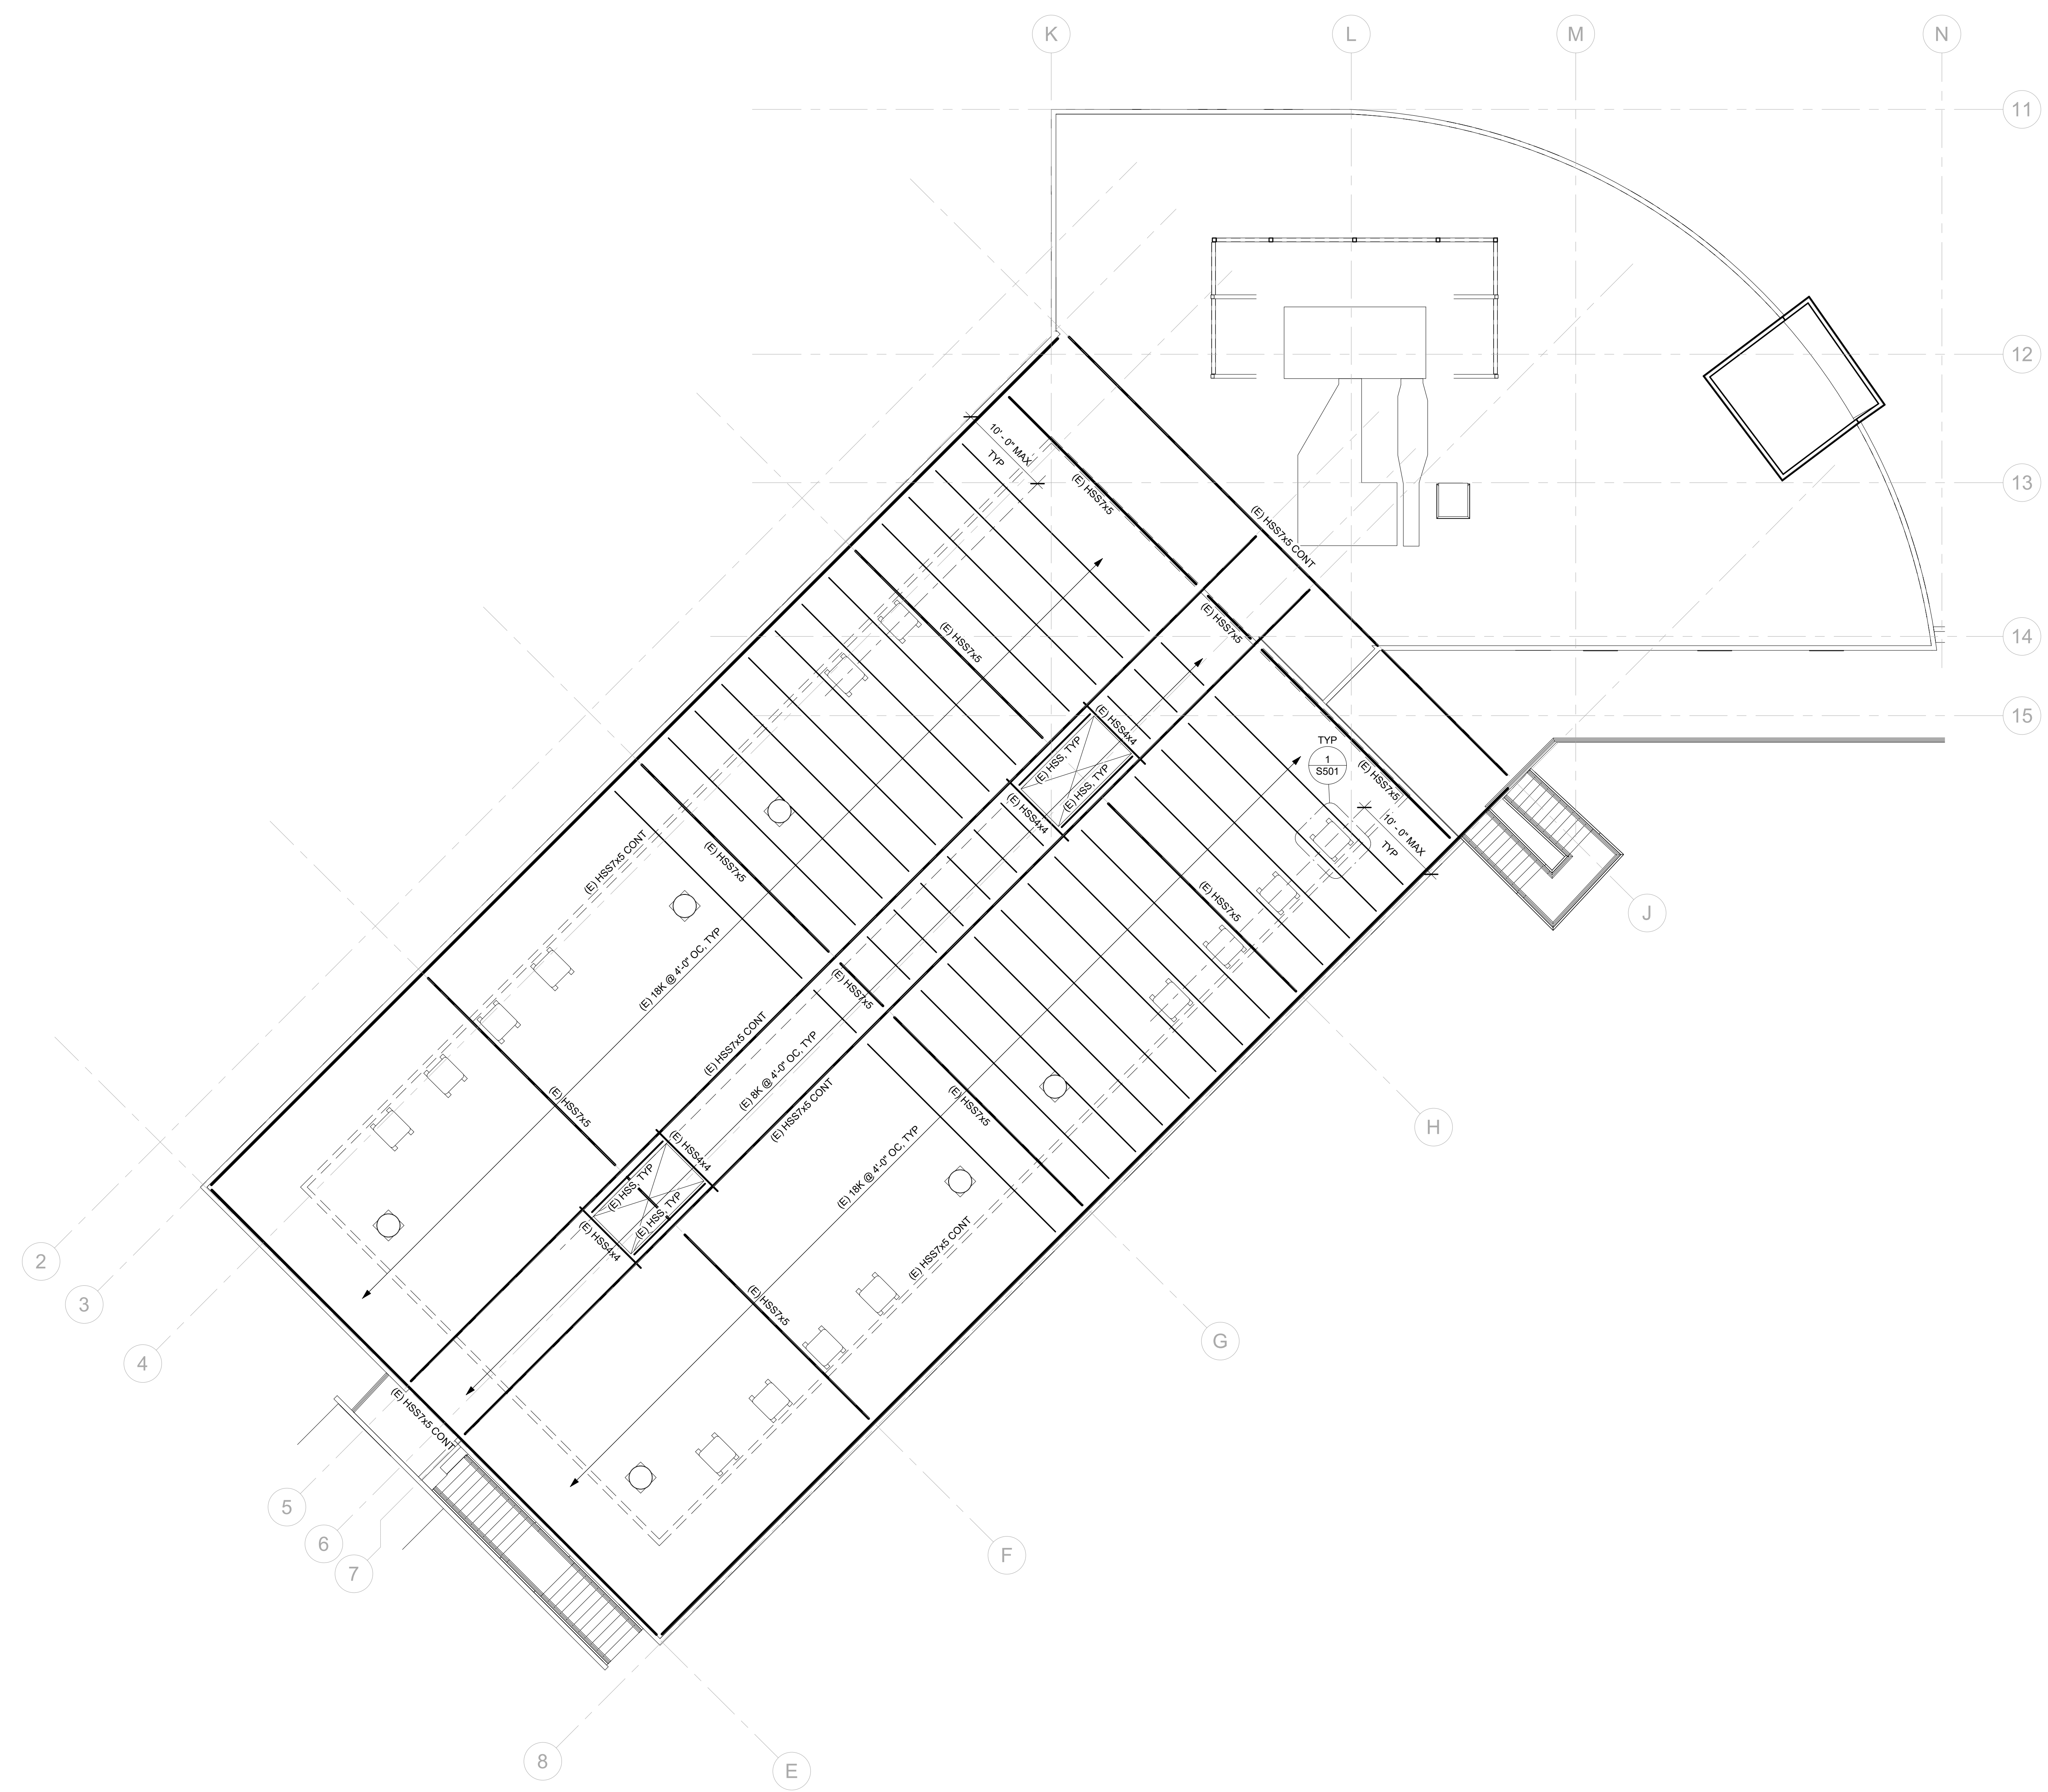 K
L
M
N
11
12
10' - 0" MAX
TYP
(E) HSS7x5
13
(E) HSS7x5 CONT
(E) HSS7x5
(E) HSS7x5
14
(E) HSS4x4
15
TYP
1
S501
(E) HSS, TYP
(E) HSS, TYP
(E) HSS4x4
(E) HSS7x5
10' - 0" MAX
TYP
(E) HSS7x5 CONT
(E) HSS7x5
(E) HSS7x5
J
(E) 18K @ 4'-0" OC, TYP
(E) HSS7x5
(E) HSS7x5 CONT
(E) 8K @ 4'-0" OC, TYP
(E) HSS7x5 CONT
(E) HSS7x5
(E) HSS7x5
H
(E) HSS4x4
(E) 18K @ 4'-0" OC, TYP
(E) HSS, TYP
(E) HSS, TYP
(E) HSS4x4
(E) HSS7x5 CONT
2
3
(E) HSS7x5
G
4
(E) HSS7x5 CONT
5
6
7
F
8
E